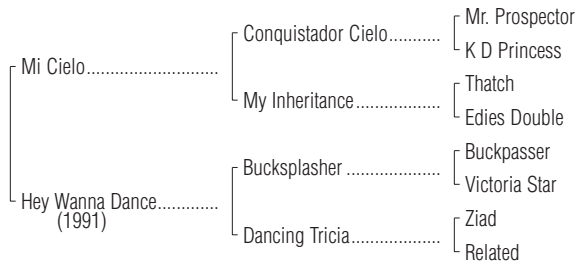 Mr. Prospector
Conquistador Cielo...........
K D Princess
Mi Cielo...........................
Thatch
My Inheritance..................
Edies Double
Buckpasser
Bucksplasher ...................
Victoria Star
Hey Wanna Dance.............
(1991)
Ziad
Dancing Tricia...................
Related